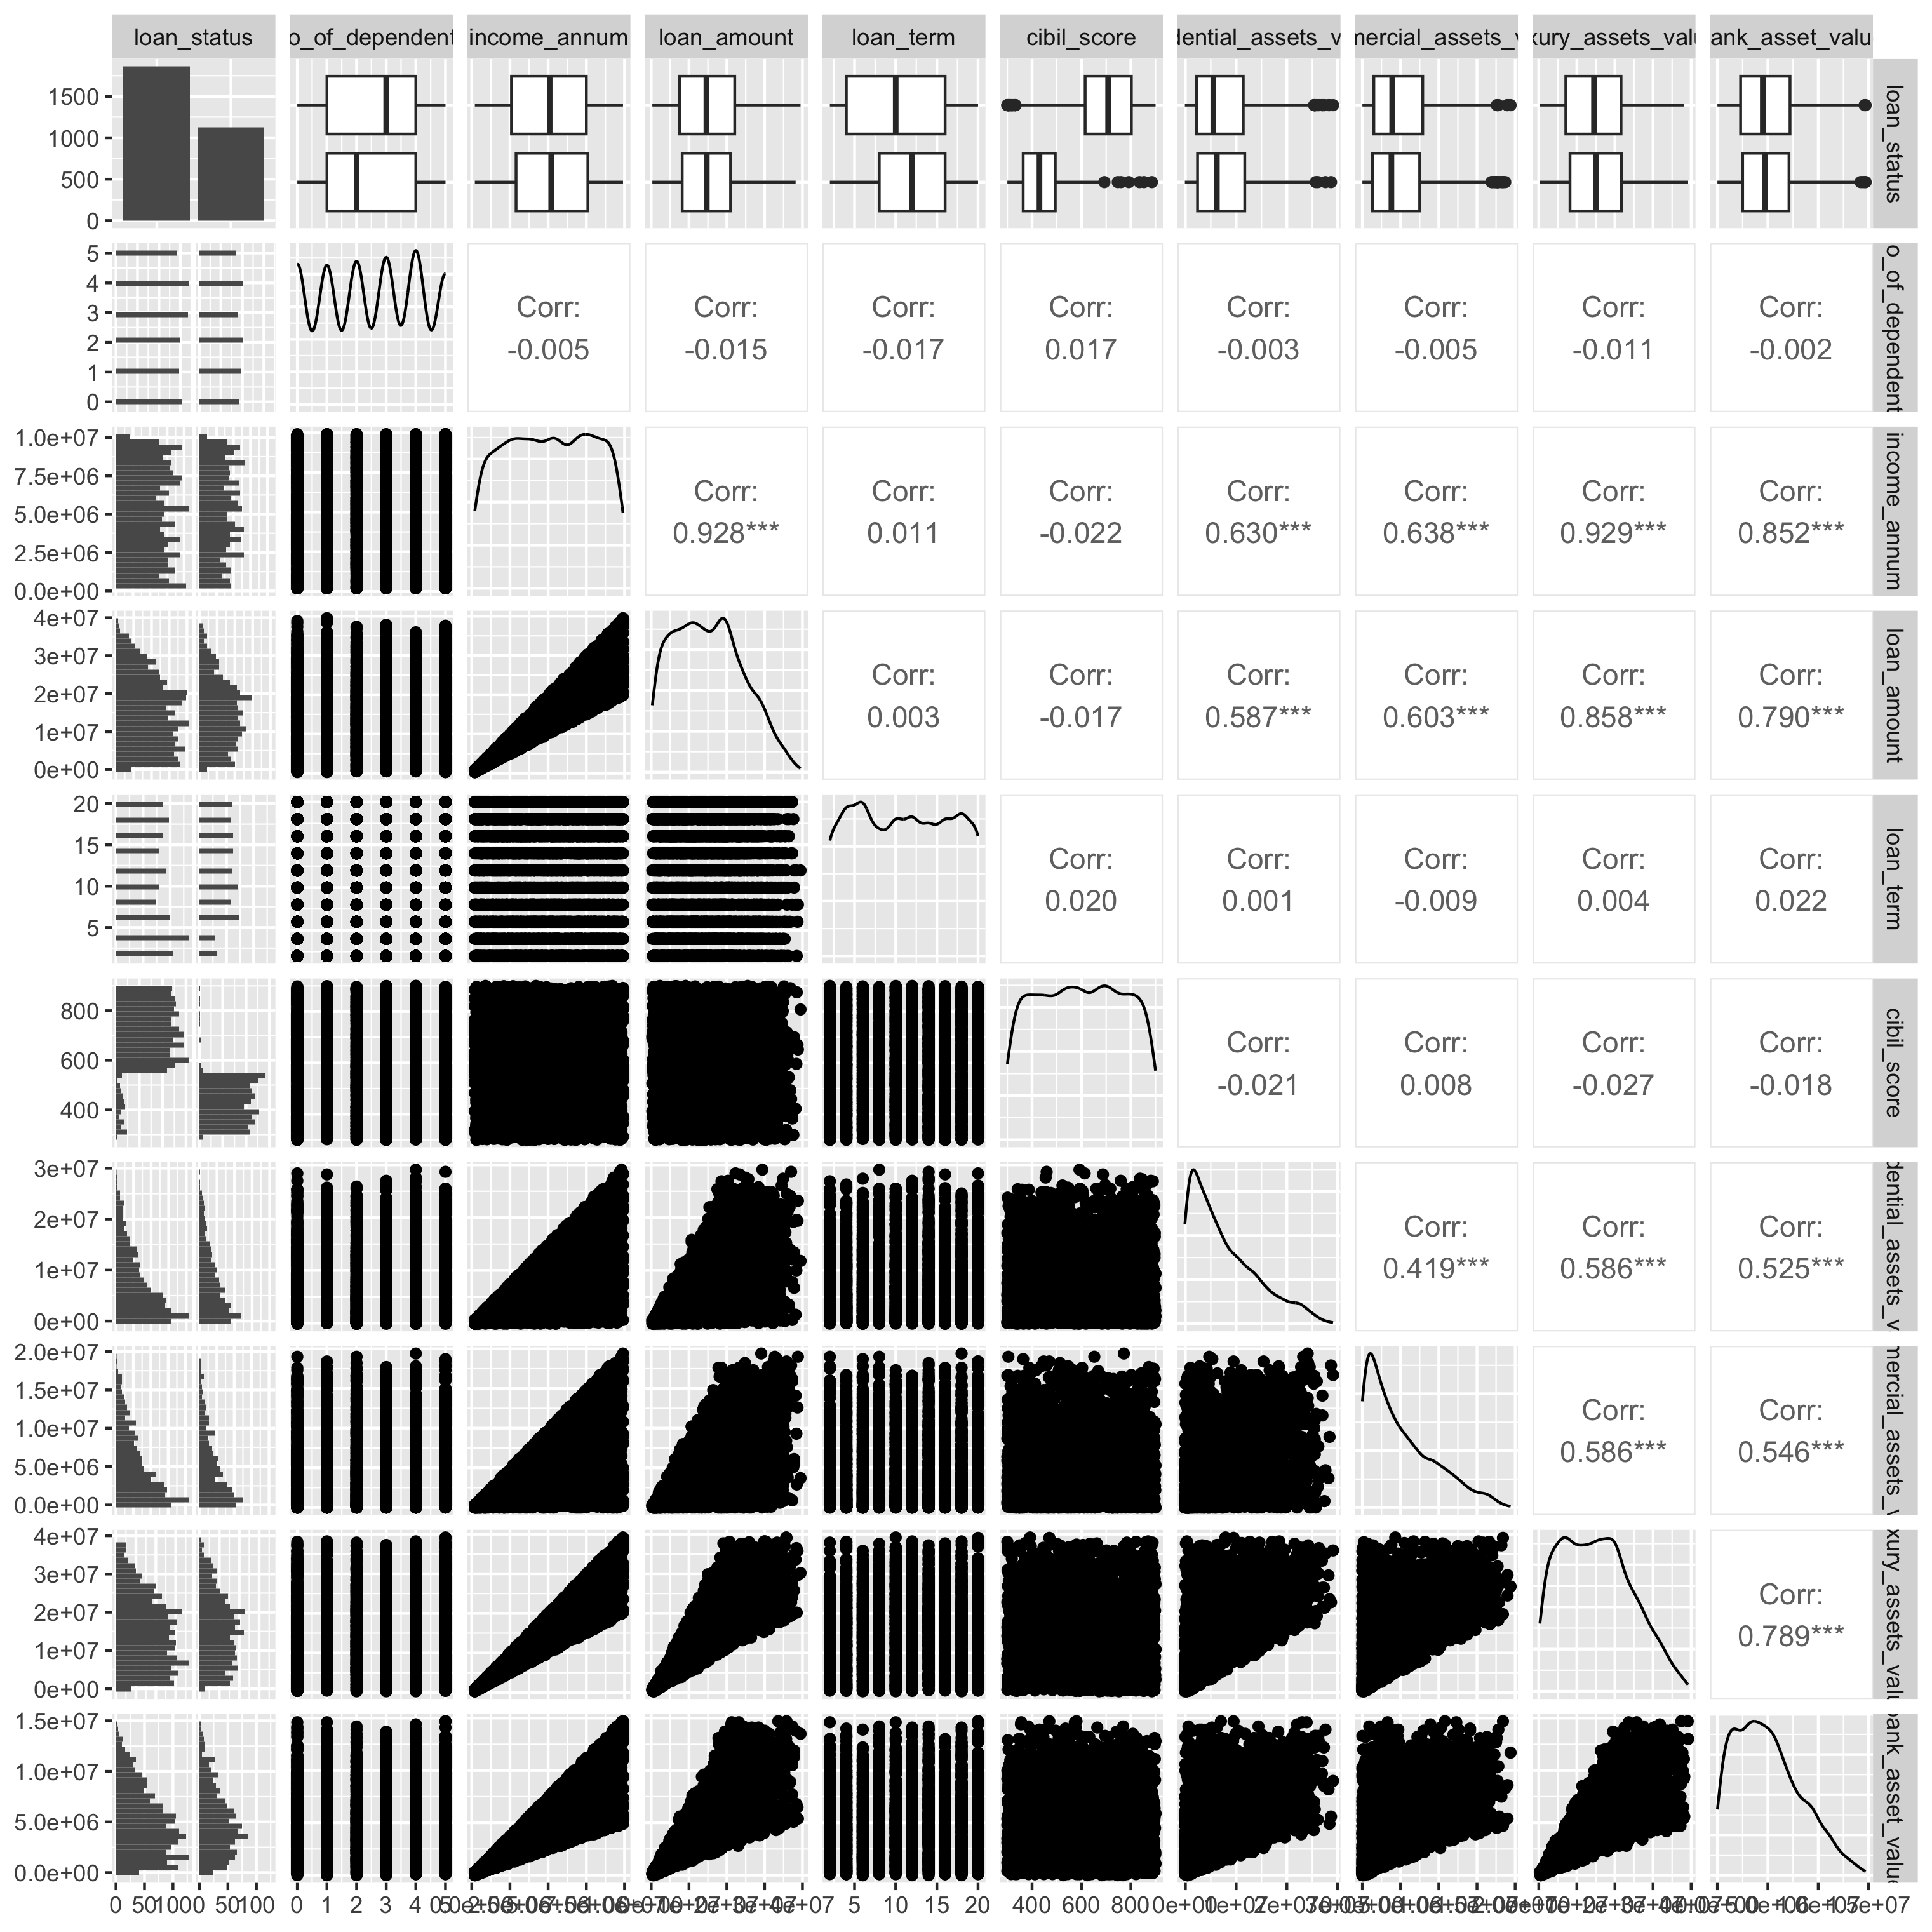 loan_status
o_of_dependent
income_annum
loan_amount
loan_term
cibil_score
dential_assets_v
mercial_assets_v
xury_assets_valu
ank_asset_valu
1500
1000
500
0
loan_status
5
4
3
2
1
0
Corr:
-0.005
Corr:
-0.015
Corr:
-0.017
Corr:
0.017
Corr:
-0.003
Corr:
-0.005
Corr:
-0.011
Corr:
-0.002
o_of_dependent
1.0e+07
7.5e+06
5.0e+06
2.5e+06
0.0e+00
Corr:
0.928***
Corr:
0.011
Corr:
-0.022
Corr:
0.630***
Corr:
0.638***
Corr:
0.929***
Corr:
0.852***
income_annum
4e+07
3e+07
2e+07
1e+07
0e+00
Corr:
0.003
Corr:
-0.017
Corr:
0.587***
Corr:
0.603***
Corr:
0.858***
Corr:
0.790***
loan_amount
20
15
10
5
Corr:
0.020
Corr:
0.001
Corr:
-0.009
Corr:
0.004
Corr:
0.022
loan_term
800
600
400
Corr:
-0.021
Corr:
0.008
Corr:
-0.027
Corr:
-0.018
cibil_score
3e+07
2e+07
1e+07
0e+00
Corr:
0.419***
Corr:
0.586***
Corr:
0.525***
dential_assets_v
2.0e+07
1.5e+07
1.0e+07
5.0e+06
0.0e+00
Corr:
0.586***
Corr:
0.546***
mercial_assets_v
4e+07
3e+07
2e+07
1e+07
0e+00
Corr:
0.789***
xury_assets_valu
1.5e+07
1.0e+07
5.0e+06
0.0e+00
bank_asset_value
0 1 2 3 4
5 10 15 20
400 600 800